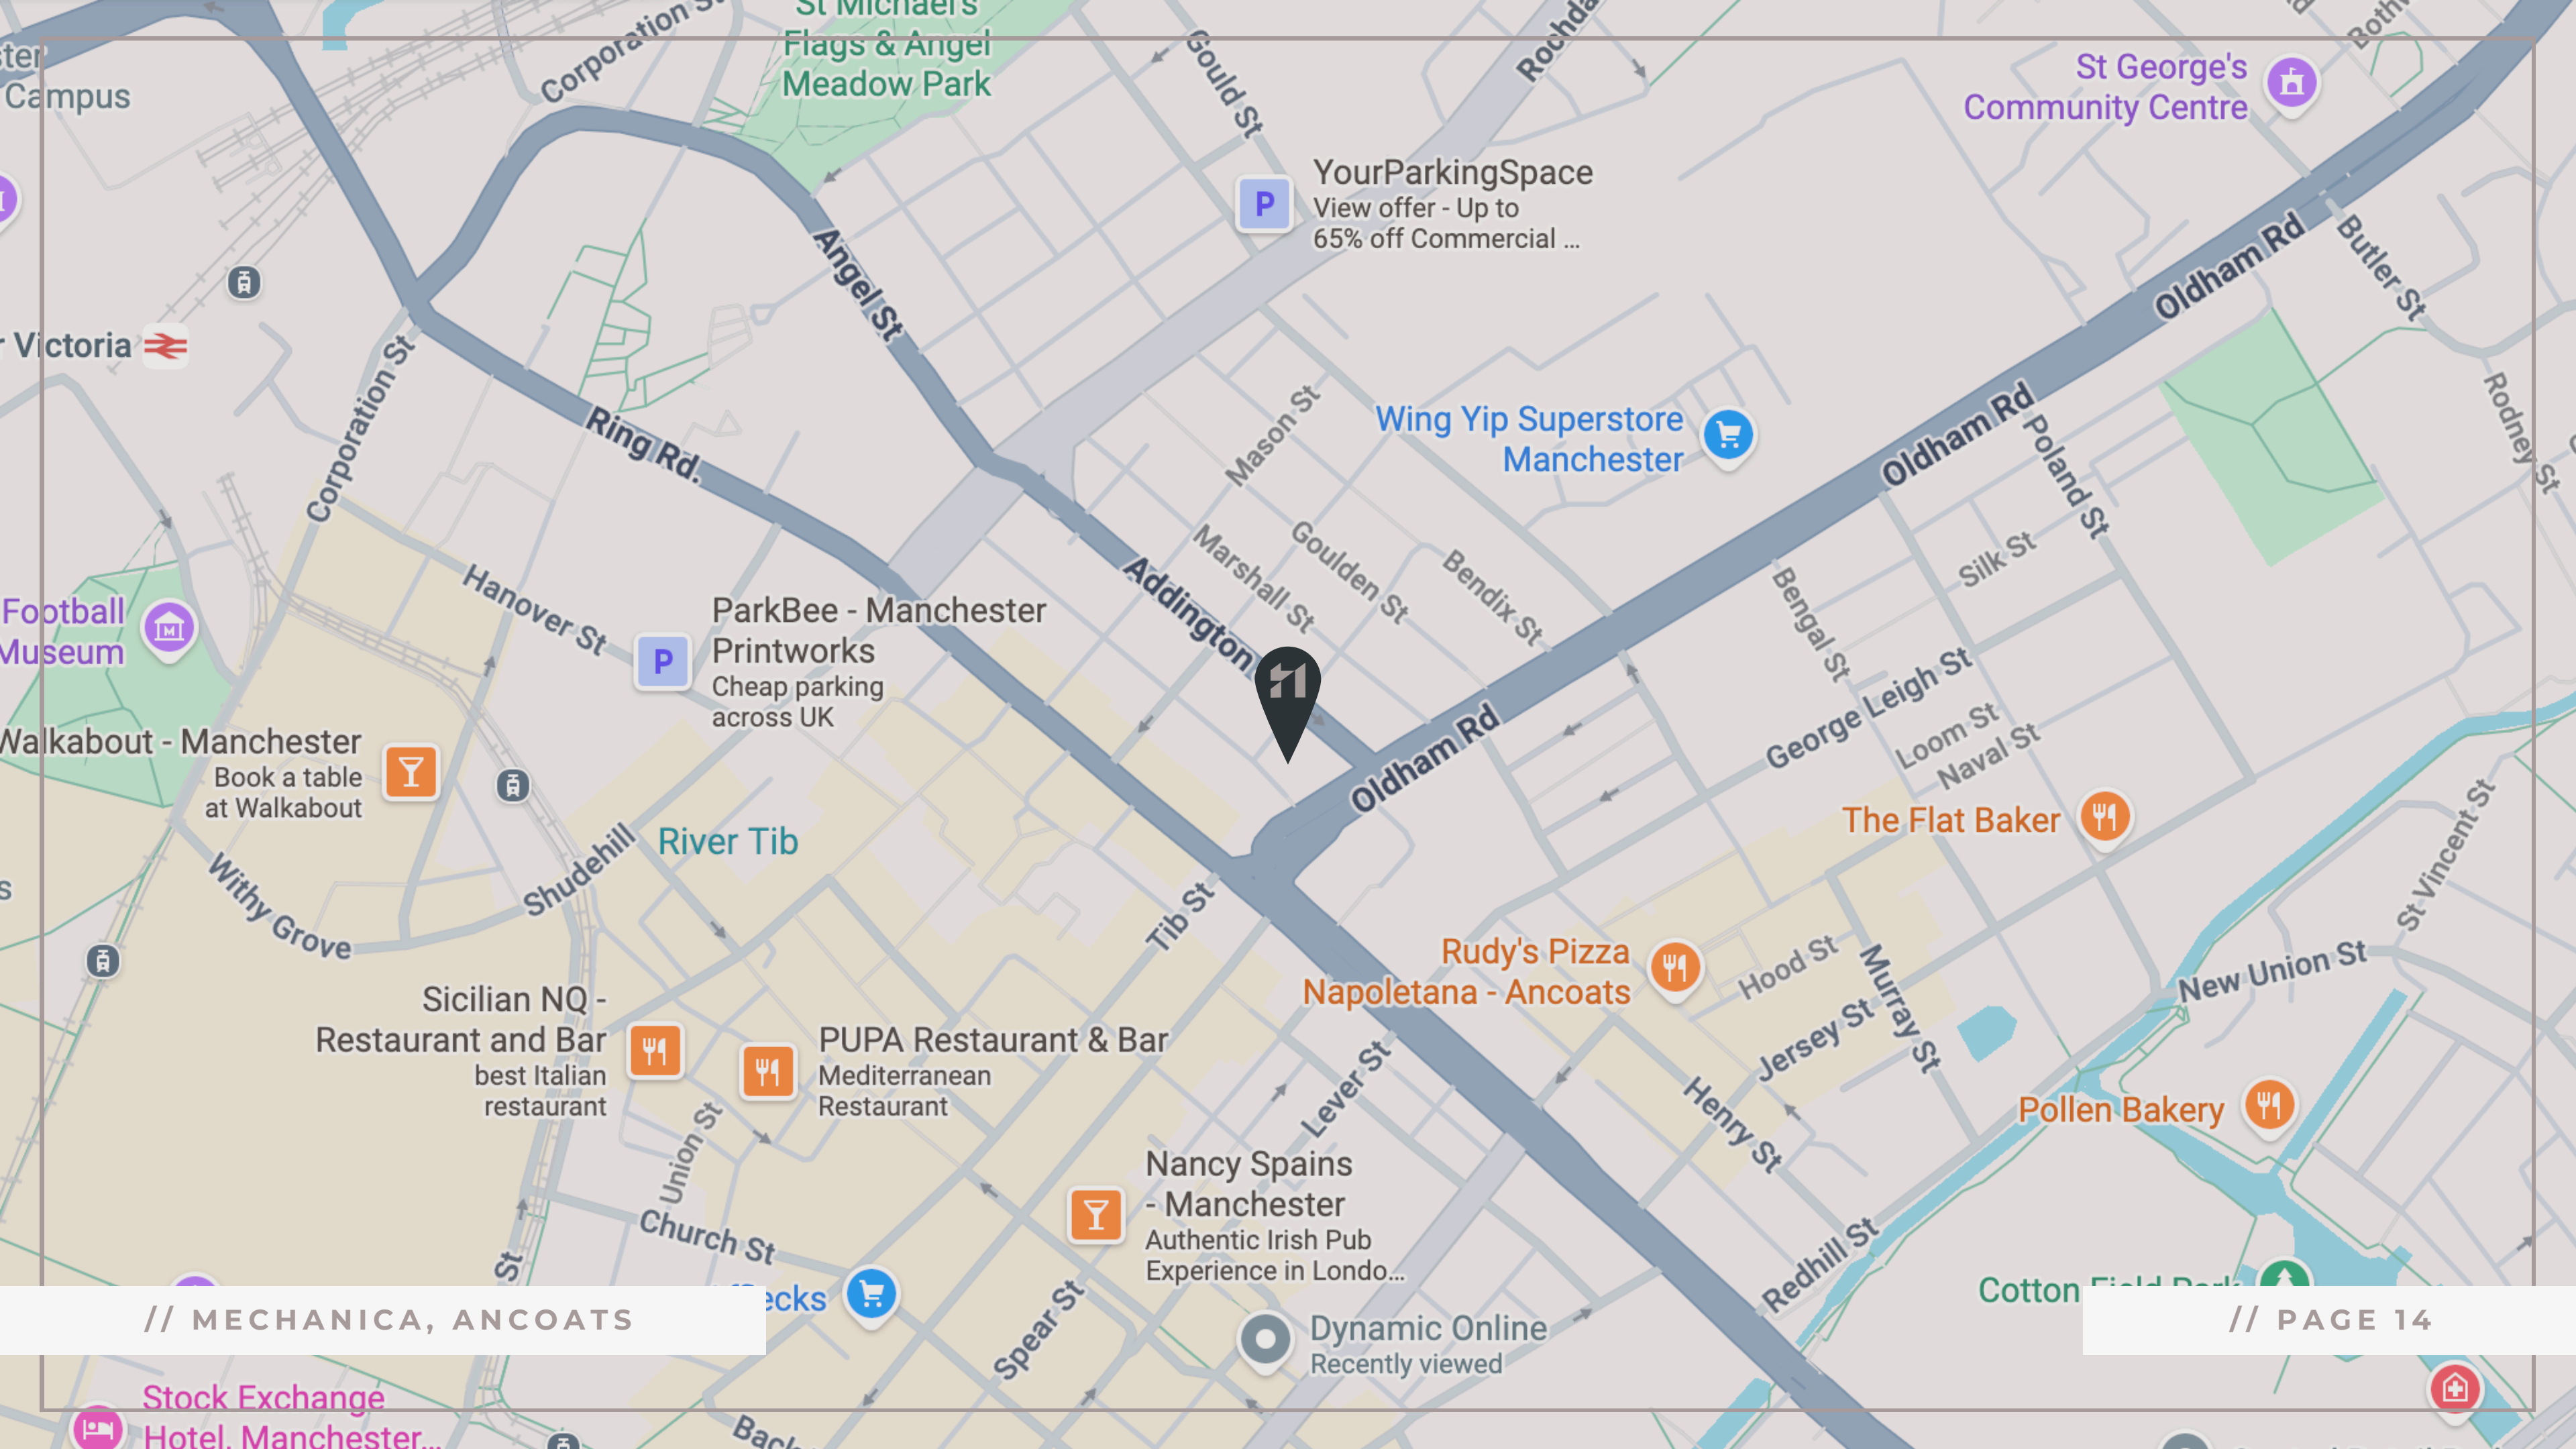 St Michael's
Flags & Angel
Meadow Park
Corporation St
Gould St
Rochda
St George's
Community Centre
ster
Campus
YourParkingSpace
View offer - Up to
65% off Commercial ...
Angel St
Oldham Rd
Butler St
r Victoria
Corporation St
Ring Rd.
Mason St
Wing Yip Superstore
Manchester
Oldham Rd
Poland St
Rodney St
Marshall St
Goulden St
Bendix St
Silk St
Bengal St
Hanover St
Addington
Football
Museum
ParkBee - Manchester
Printworks
Cheap parking
across UK
George Leigh St
Loom St
Naval St
Walkabout - Manchester
Book a table
at Walkabout
Oldham Rd
River Tib
The Flat Baker
St Vincent St
Withy Grove
Shudehill
Tib St
Rudy's Pizza
Napoletana - Ancoats
Hood St
Murray St
New Union St
Jersey St
Sicilian NQ -
Restaurant and Bar
best Italian
restaurant
PUPA Restaurant & Bar
Mediterranean
Restaurant
Lever St
Henry St
Pollen Bakery
Union St
Nancy Spains
- Manchester
Authentic Irish Pub
Experience in Londo...
Church St
St
Redhill St
ecks
Spear St
Cotton Field Park
// MECHANICA, ANCOATS
Dynamic Online
Recently viewed
// PAGE 14
Stock Exchange
Hotel, Manchester...
Back